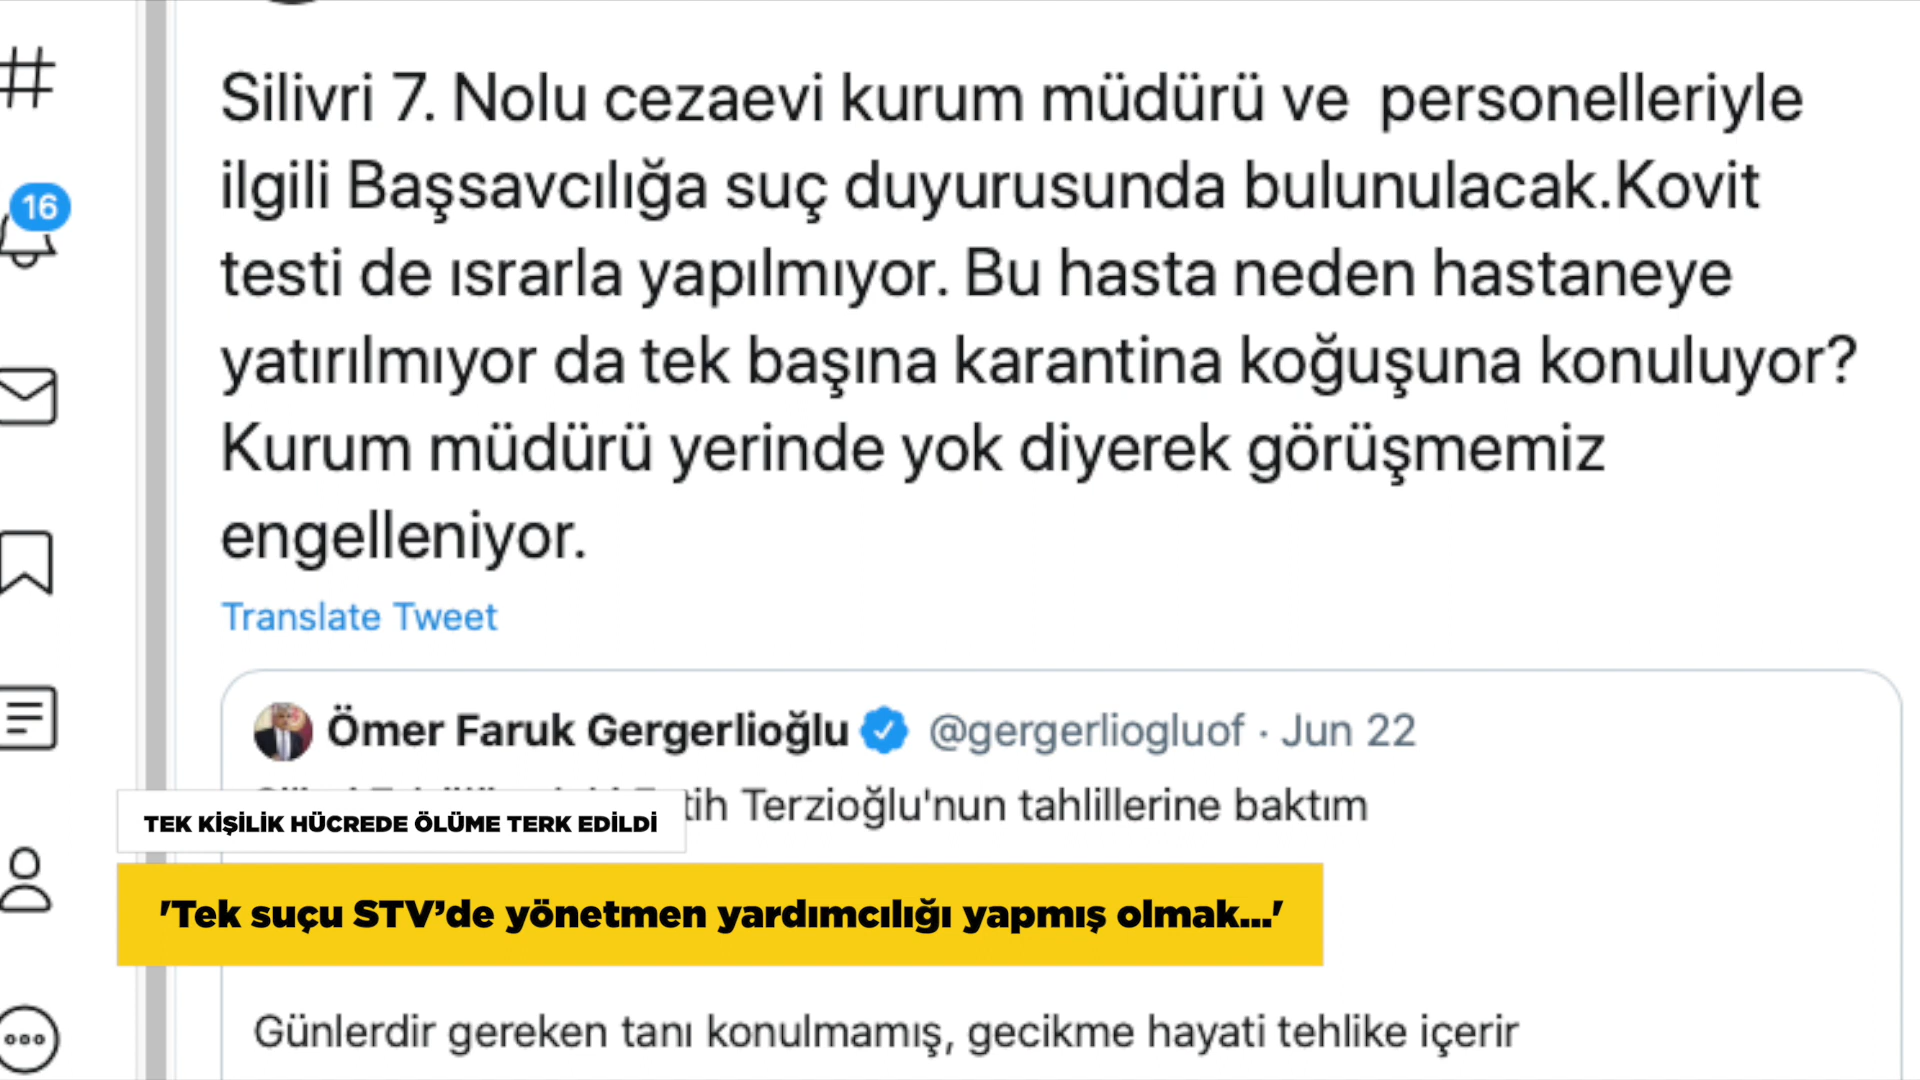 Silivri 7. Nolu cezaevi kurum müdürü ve personelleriyle
ilgili Başsavcılığa suç duyurusunda bulunulacak.Kovit
testi de ısrarla yapılmıyor. Bu hasta neden hastaneye
yatırılmıyor da tek başına karantina koğuşuna konuluyor?
Kurum müdürü yerinde yok diyerek görüşmemiz
engelleniyor.
Translate Tweet
16
Ömer Faruk Gergerlioğlu @gergerliogluof · Jun 22
Terzioğlu'nun tahlillerine baktım
TEK KİŞİLİK HÜCREDE ÖLÜME TERK EDİLDİ
'Tek suçu STV’de yönetmen yardımcılığı yapmış olmak...'
Günlerdir gereken tanı konulmamış, gecikme hayati tehlike içerir